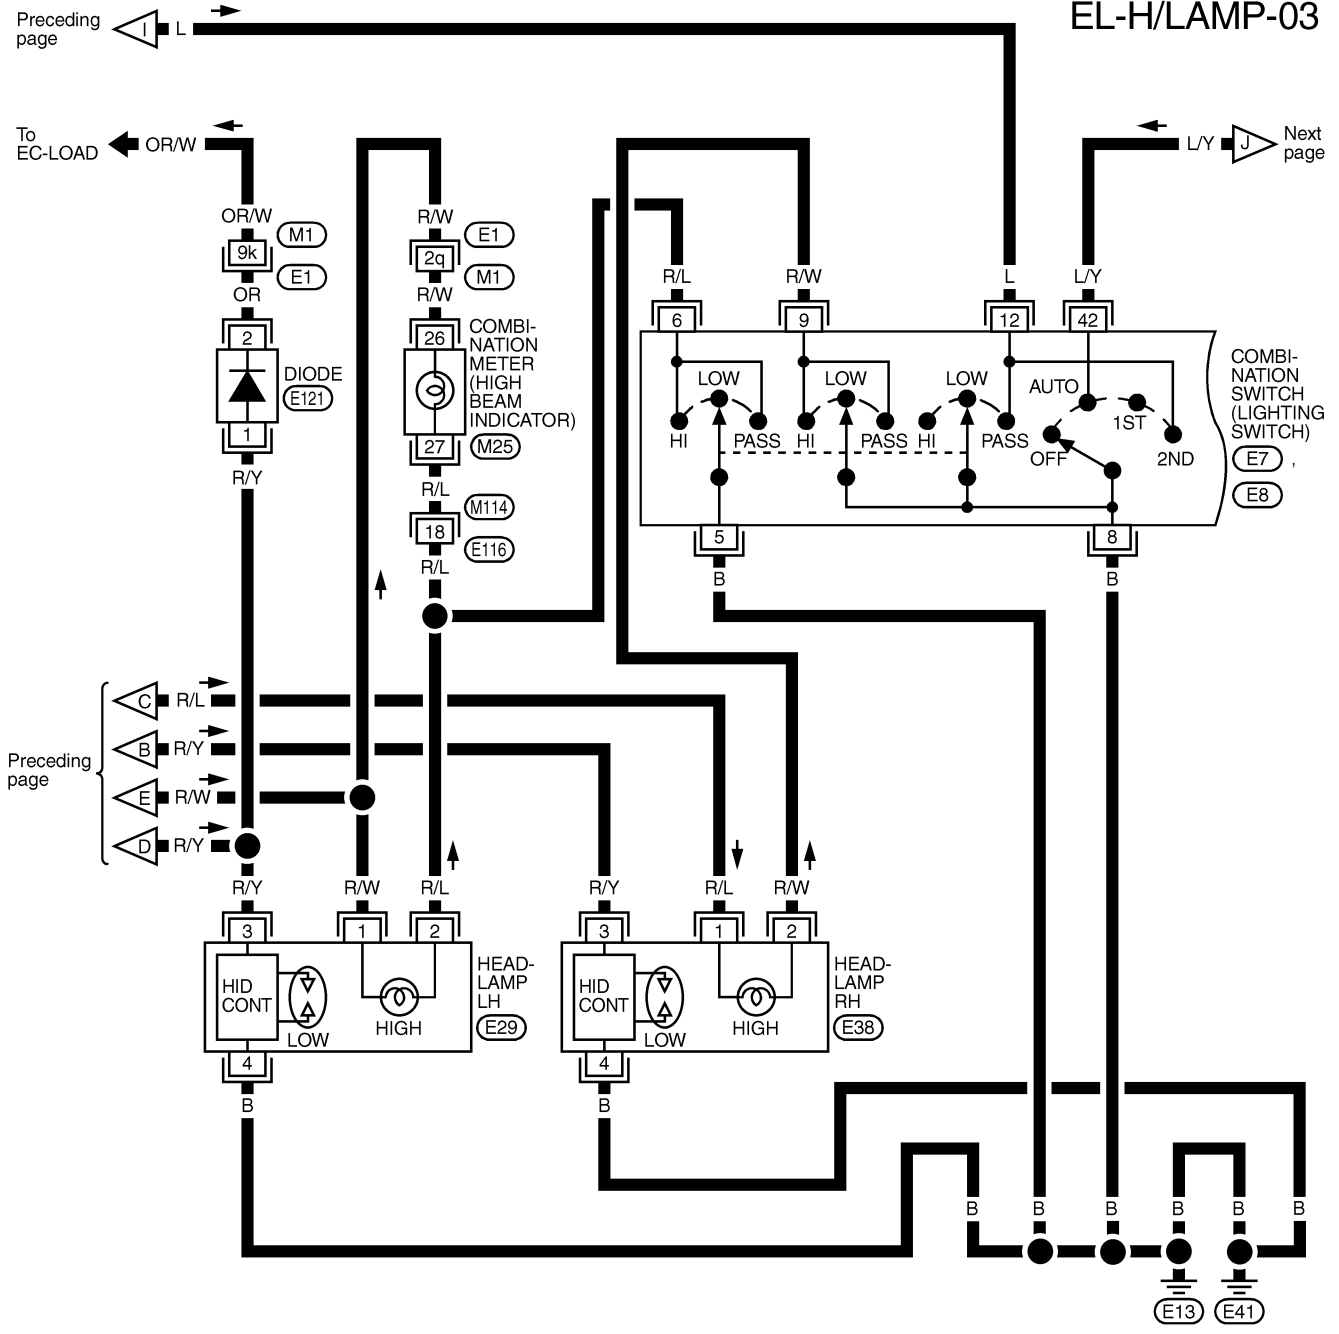 EL-H/LAMP-03
Preceding
page
I
L
To
EC-LOAD
OR/W
L/Y
J
Next
page
OR/W
M1
9k
E1
OR
2
DIODE
E121
1
R/Y
R/W
E1
2q
M1
R/W
26
COMBI-
NATION
METER
(HIGH
BEAM
INDICATOR)
27
M25
R/L
M114
18
E116
R/L
R/L
R/W
L
L/Y
6
9
12
42
LOW
LOW
LOW
AUTO
1ST
HI
PASS
HI
PASS
HI
PASS
OFF
2ND
COMBI-
NATION
SWITCH
(LIGHTING
SWITCH)
E7 ,
E8
5
8
B
B
Preceding
page
C
R/L
B
R/Y
E
R/W
D
R/Y
R/Y
R/W
R/L
R/Y
R/L
R/W
3
1
2
3
1
2
HID
CONT
LOW
HIGH
HEAD-
LAMP
LH
E29
HID
CONT
LOW
HIGH
HEAD-
LAMP
RH
E38
4
4
B
B
B
B
B
B
B
B
E13
E41